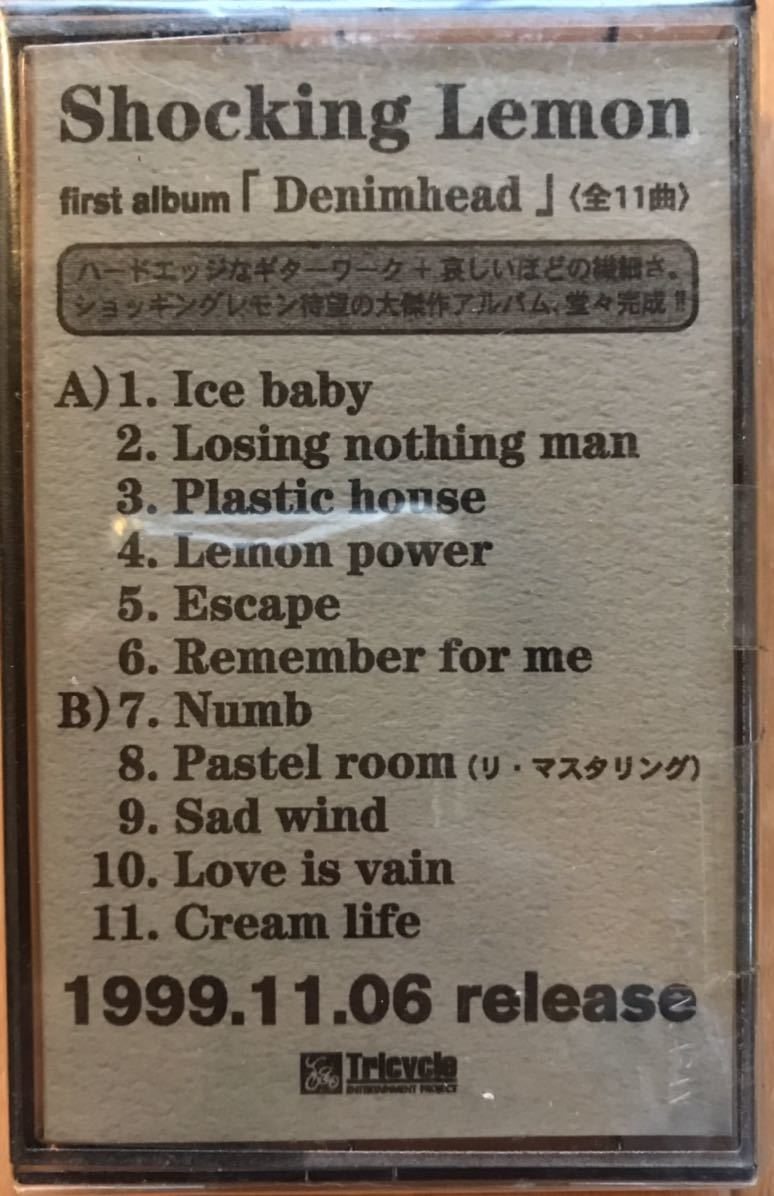 Shocking Lemon
first album「Denimhead」〈全11曲〉
ハードエッジなギターワーク + 哀しいほどの繊細さ。
ショッキングレモン待望の大傑作アルバム、堂々完成!!
A) 1. Ice baby
2. Losing nothing man
3. Plastic house
4. Lemon power
5. Escape
6. Remember for me
B) 7. Numb
8. Pastel room (リ・マスタリング)
9. Sad wind
10. Love is vain
11. Cream life
1999.11.06 release
Tricycle
ENTERTAINMENT PROJECT